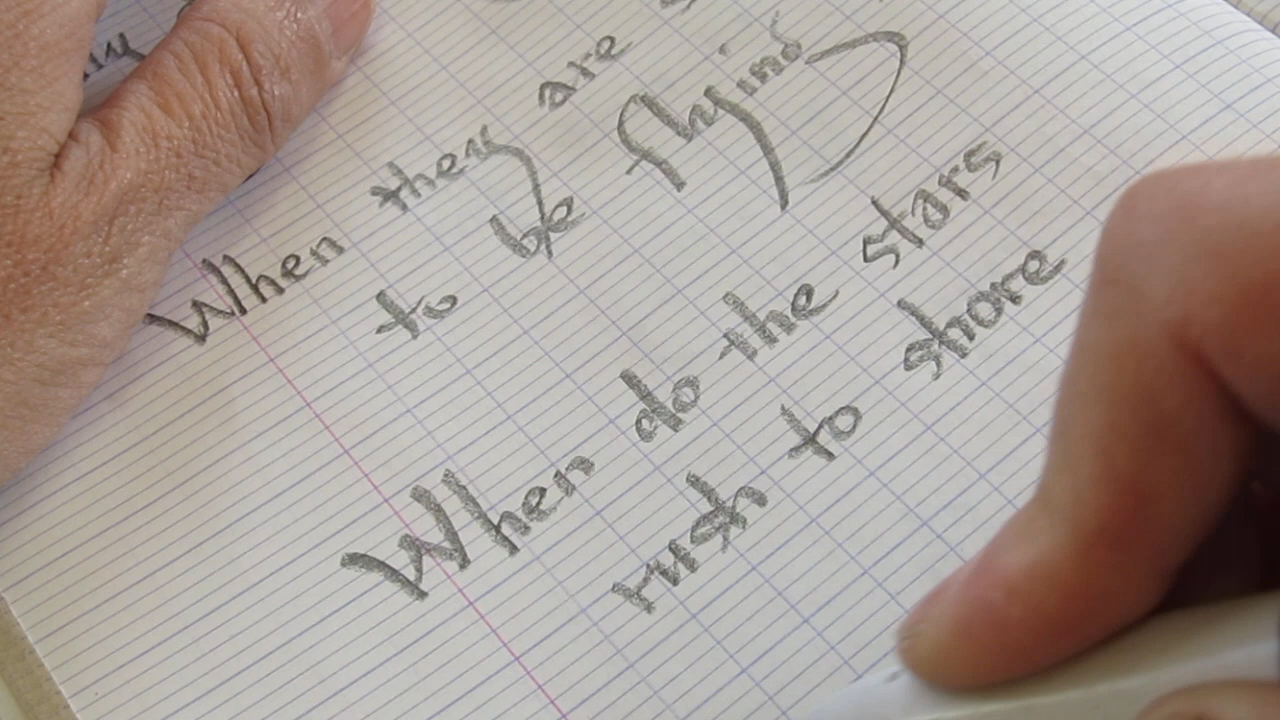 When they are
to be flying
When do the stars
rush to shore